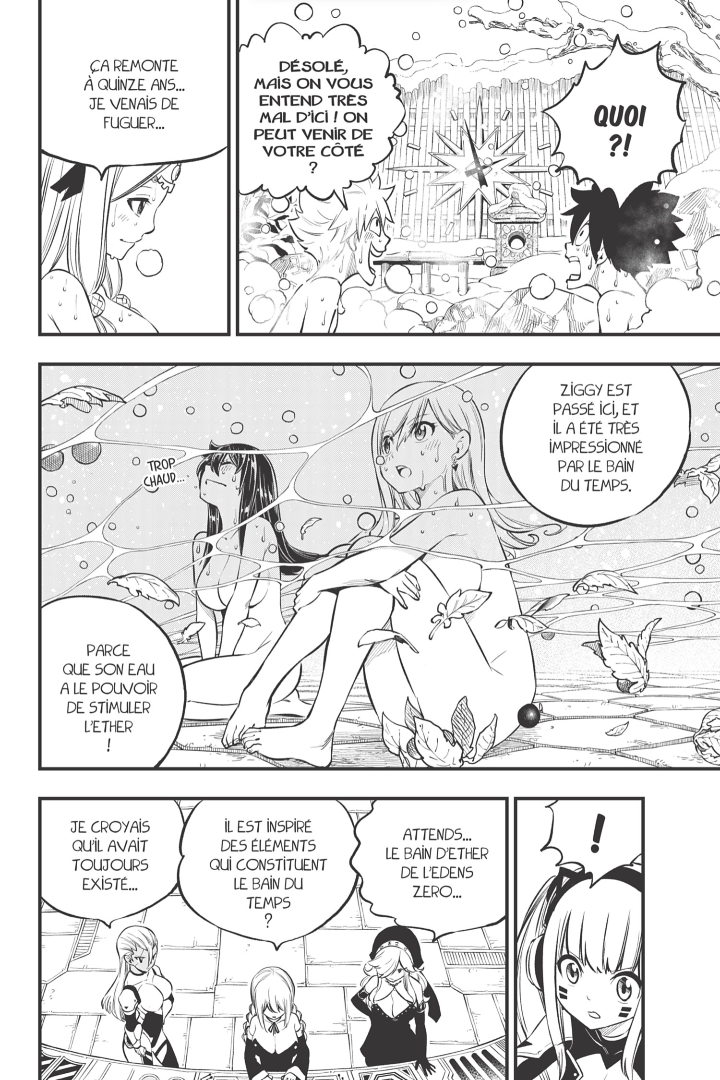 QUOI
?!
DÉSOLÉ,
MAIS ON VOUS
ENTEND TRÈS
MAL D'ICI ! ON
PEUT VENIR DE
VOTRE CÔTÉ
?
ÇA REMONTE
À QUINZE ANS...
JE VENAIS DE
FUGUER...
ZIGGY EST
PASSÉ ICI, ET
IL A ÉTÉ TRÈS
IMPRESSIONNÉ
PAR LE BAIN
DU TEMPS.
TROP
CHAUD...
PARCE
QUE SON EAU
A LE POUVOIR
DE STIMULER
L'ETHER
!
!
ATTENDS...
LE BAIN D'ETHER
DE L'EDENS
ZERO...
IL EST INSPIRÉ
DES ÉLÉMENTS
QUI CONSTITUENT
LE BAIN DU
TEMPS
?
JE CROYAIS
QU'IL AVAIT
TOUJOURS
EXISTÉ...